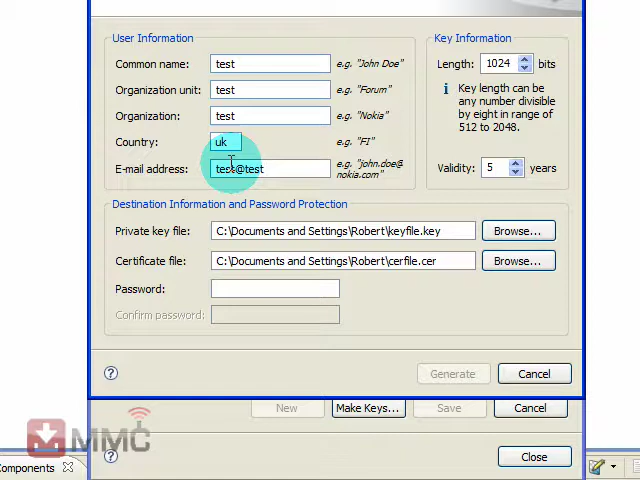 User Information
Key Information
Common name: test e.g. "John Doe"
Length: 1024 bits
Organization unit: test e.g. "Forum"
Key length can be
any number divisible
by eight in range of
512 to 2048.
Organization: test e.g. "Nokia"
Country: uk e.g. "FI"
E-mail address: test@test e.g. "john.doe@
nokia.com"
Validity: 5 years
Destination Information and Password Protection
Private key file: C:\Documents and Settings\Robert\keyfile.key Browse...
Certificate file: C:\Documents and Settings\Robert\cerfile.cer Browse...
Password:
Confirm password:
? Generate Cancel
New Make Keys... Save Cancel
MMC
? Close
Components